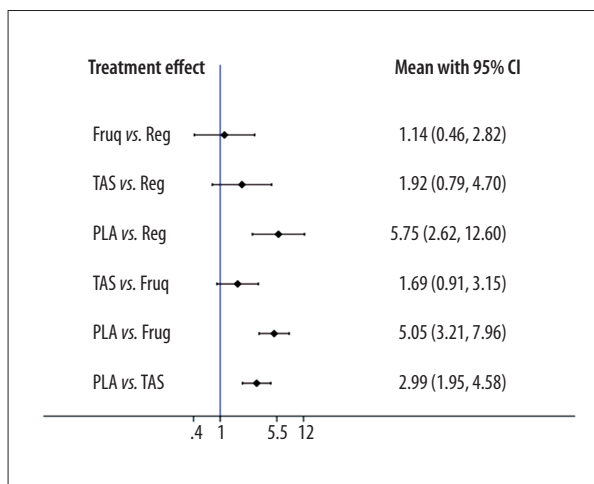 Treatment effect Mean with 95% CI
Fruq vs. Reg 1.14 (0.46, 2.82)
TAS vs. Reg 1.92 (0.79, 4.70)
PLA vs. Reg 5.75 (2.62, 12.60)
TAS vs. Fruq 1.69 (0.91, 3.15)
PLA vs. Frug 5.05 (3.21, 7.96)
PLA vs. TAS 2.99 (1.95, 4.58)
.4 1 5.5 12